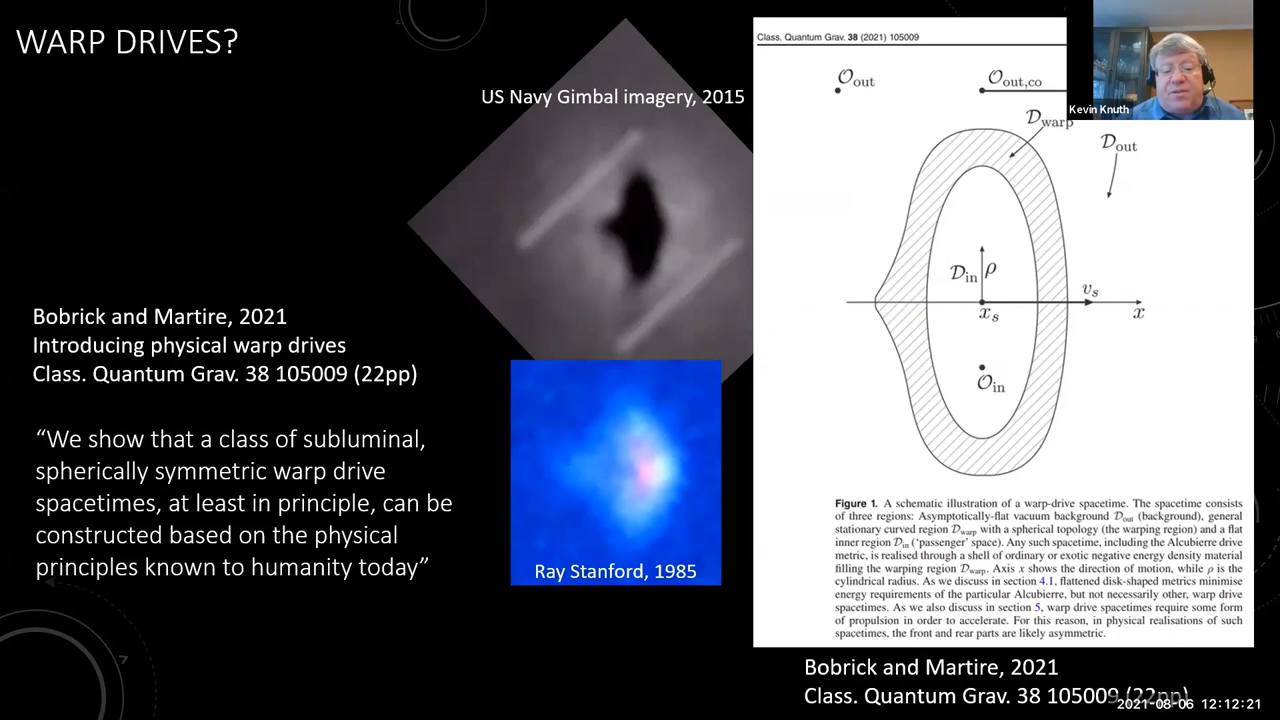 WARP DRIVES?
US Navy Gimbal imagery, 2015
Bobrick and Martire, 2021
Introducing physical warp drives
Class. Quantum Grav. 38 105009 (22pp)
“We show that a class of subluminal,
spherically symmetric warp drive
spacetimes, at least in principle, can be
constructed based on the physical
principles known to humanity today”
Ray Stanford, 1985
Class. Quantum Grav. 38 (2021) 105009
Kevin Knuth
𝒪out
𝒪out,co
𝒟warp
𝒟out
𝒟in ρ
vs
xs
x
𝒪in
Figure 1. A schematic illustration of a warp-drive spacetime. The spacetime consists
of three regions: Asymptotically-flat vacuum background 𝒟out (background), general
stationary curved region 𝒟warp with a spherical topology (the warping region) and a flat
inner region 𝒟in (‘passenger’ space). Any such spacetime, including the Alcubierre drive
metric, is realised through a shell of ordinary or exotic negative energy density material
filling the warping region 𝒟warp. Axis x shows the direction of motion, while ρ is the
cylindrical radius. As we discuss in section 4.1, flattened disk-shaped metrics minimise
energy requirements of the particular Alcubierre, but not necessarily other, warp drive
spacetimes. As we also discuss in section 5, warp drive spacetimes require some form
of propulsion in order to accelerate. For this reason, in physical realisations of such
spacetimes, the front and rear parts are likely asymmetric.
Bobrick and Martire, 2021
Class. Quantum Grav. 38 105009 (22pp)
2021-08-06 12:12:21